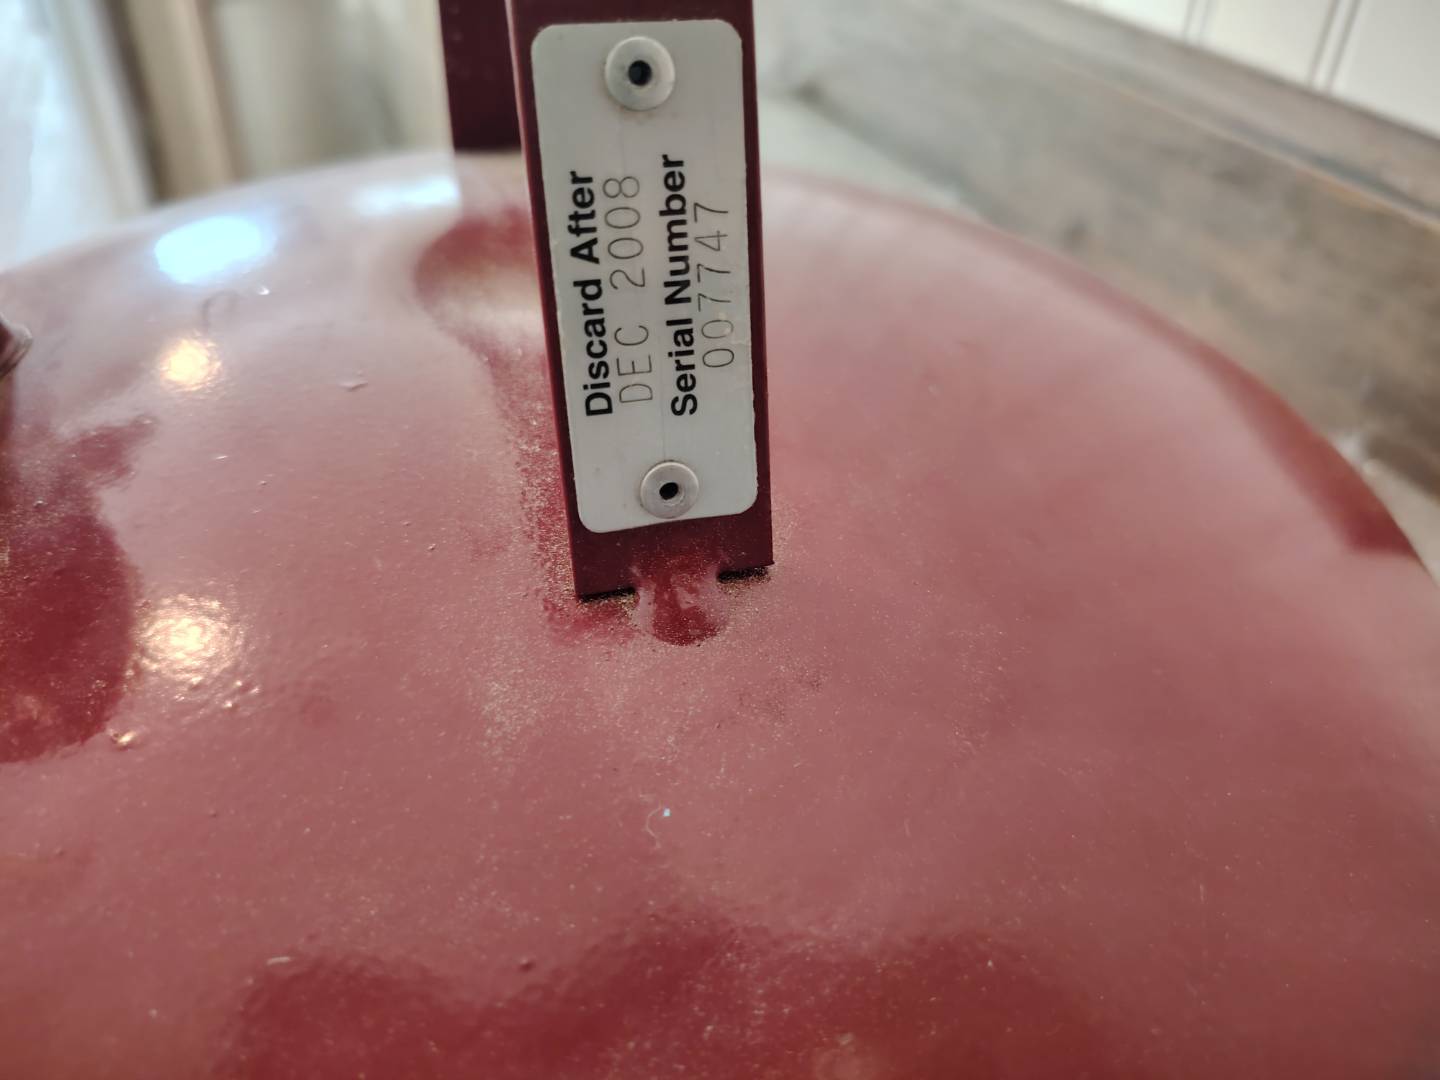 Discard After
DEC 2008
Serial Number
007747